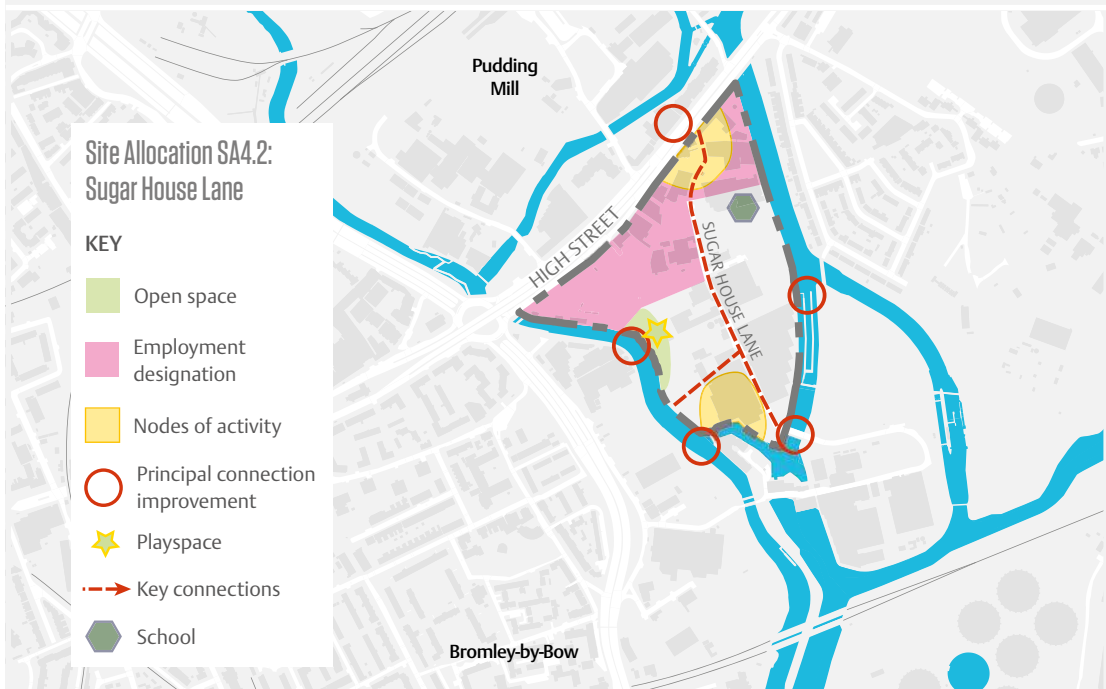 Site Allocation SA4.2:
Sugar House Lane
KEY
Open space
Employment
designation
Nodes of activity
Principal connection
improvement
Playspace
Key connections
School
Pudding
Mill
HIGH STREET
SUGAR HOUSE LANE
Bromley-by-Bow